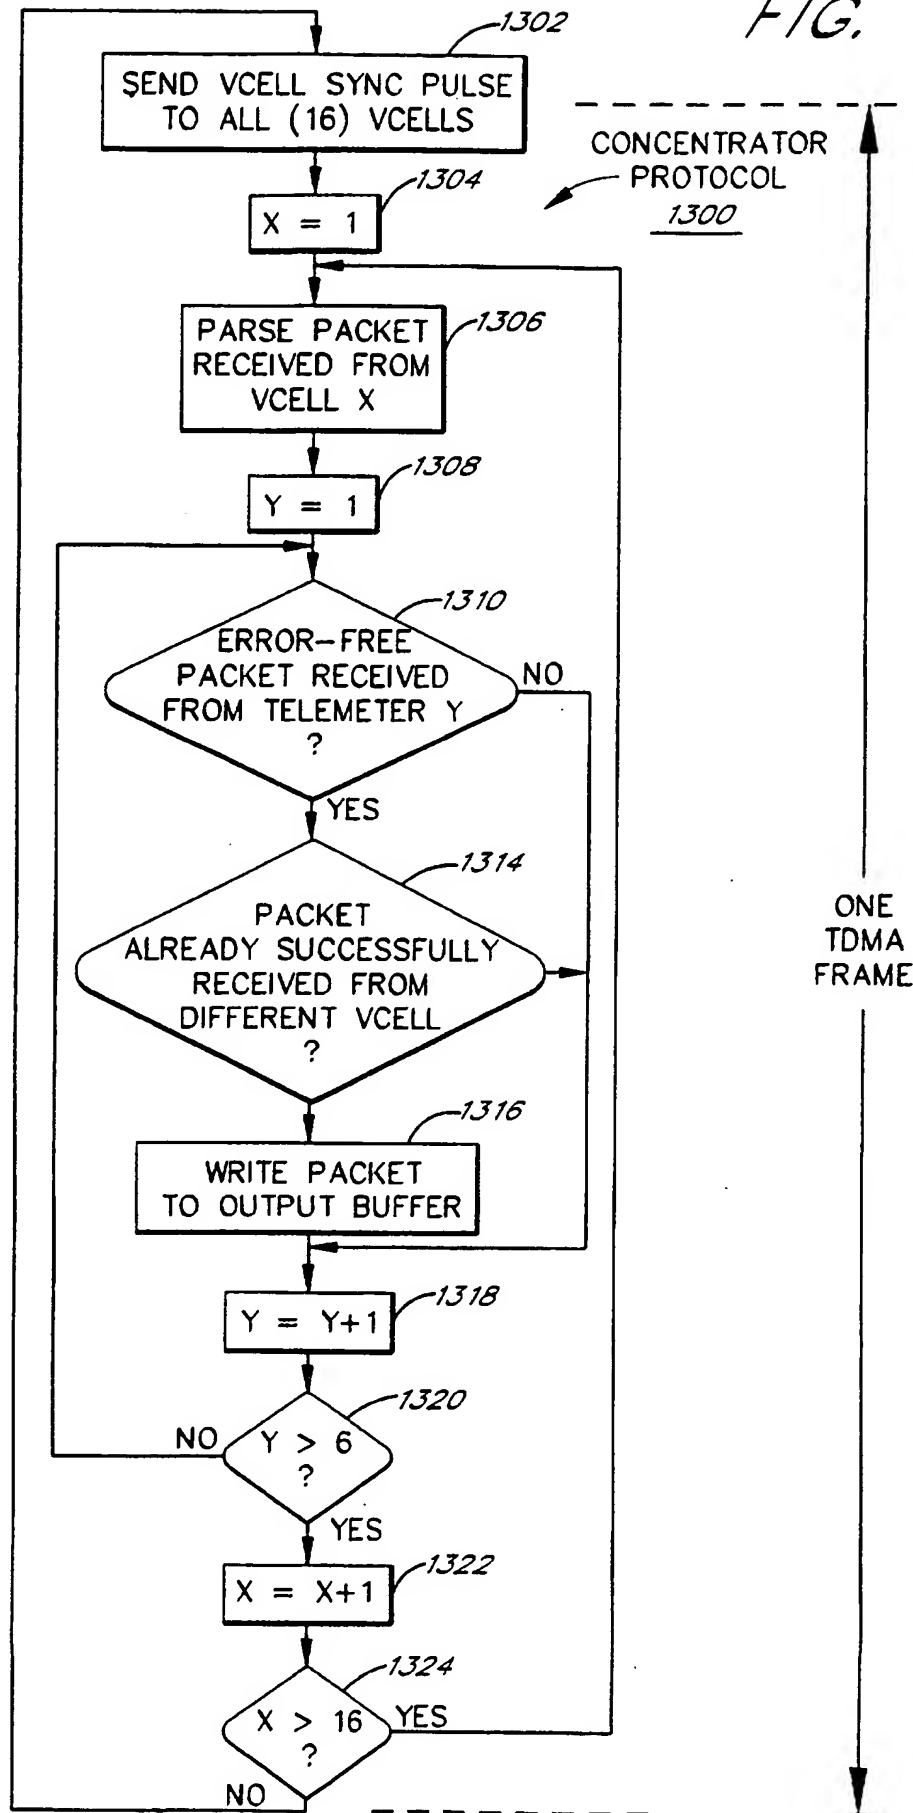 FIG.
1302
SEND VCELL SYNC PULSE
TO ALL (16) VCELLS
CONCENTRATOR
PROTOCOL
1300
1304
X = 1
1306
PARSE PACKET
RECEIVED FROM
VCELL X
1308
Y = 1
1310
ERROR-FREE
PACKET RECEIVED
FROM TELEMETER Y
?
NO
YES
1314
PACKET
ALREADY SUCCESSFULLY
RECEIVED FROM
DIFFERENT VCELL
?
ONE
TDMA
FRAME
1316
WRITE PACKET
TO OUTPUT BUFFER
1318
Y = Y+1
1320
Y > 6
?
NO
YES
1322
X = X+1
1324
X > 16
?
YES
NO